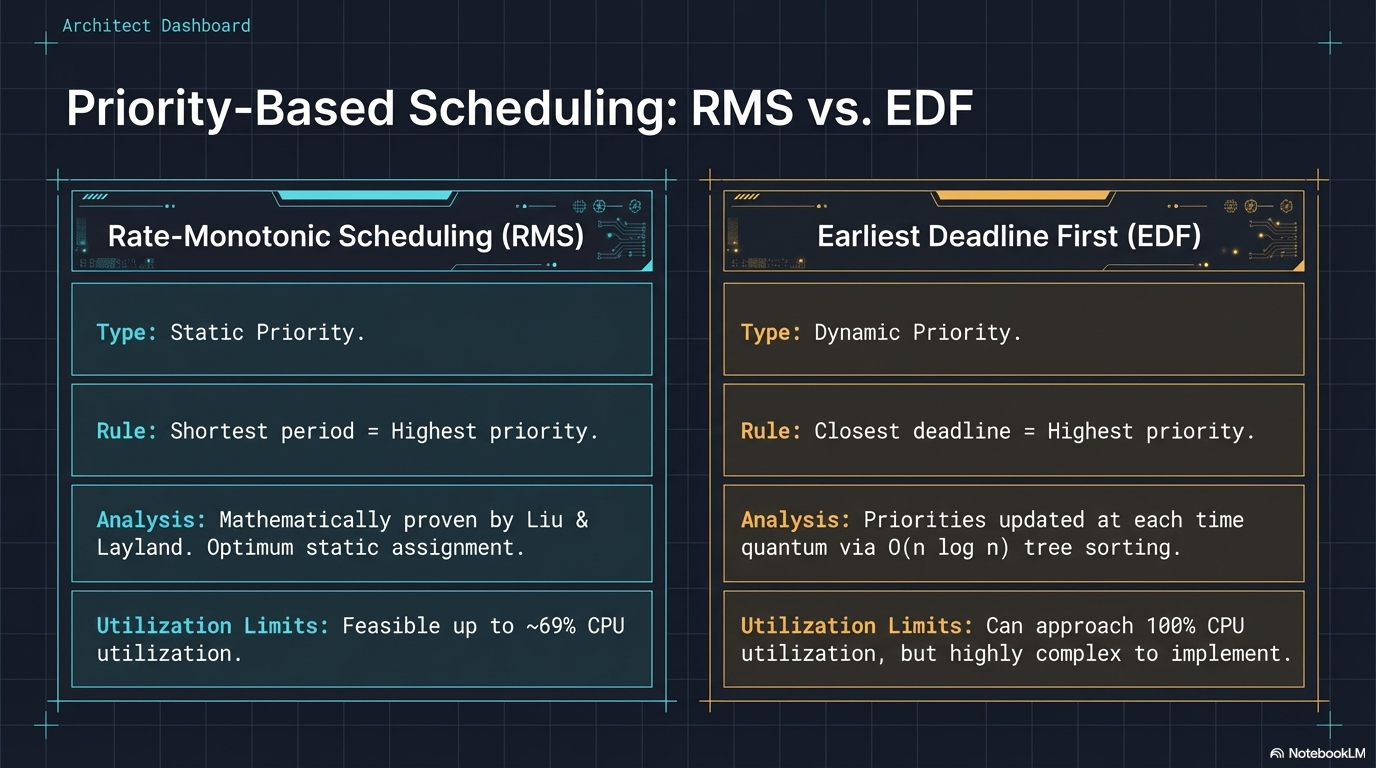 Architect Dashboard
Priority-Based Scheduling: RMS vs. EDF
Rate-Monotonic Scheduling (RMS)
Type: Static Priority.
Rule: Shortest period = Highest priority.
Analysis: Mathematically proven by Liu &
Layland. Optimum static assignment.
Utilization Limits: Feasible up to ~69% CPU
utilization.
Earliest Deadline First (EDF)
Type: Dynamic Priority.
Rule: Closest deadline = Highest priority.
Analysis: Priorities updated at each time
quantum via O(n log n) tree sorting.
Utilization Limits: Can approach 100% CPU
utilization, but highly complex to implement.
NotebookLM